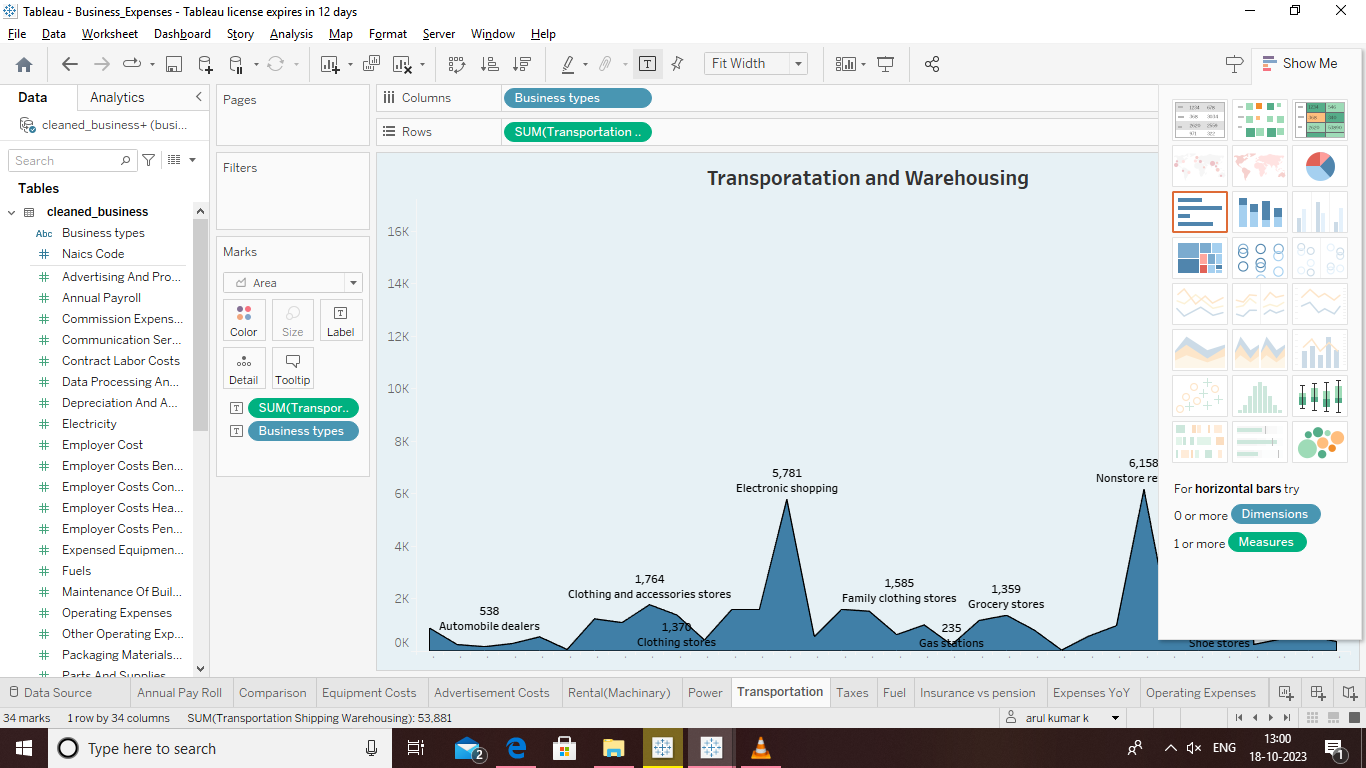 Tableau - Business_Expenses - Tableau license expires in 12 days
File Data Worksheet Dashboard Story Analysis Map Format Server Window Help
Fit Width
Show Me
Data Analytics
cleaned_business+ (busi...
Search
Tables
cleaned_business
Abc Business types
Naics Code
Advertising And Pro...
Annual Payroll
Commission Expens...
Communication Ser...
Contract Labor Costs
Data Processing An...
Depreciation And A...
Electricity
Employer Cost
Employer Costs Ben...
Employer Costs Con...
Employer Costs Hea...
Employer Costs Pen...
Expensed Equipmen...
Fuels
Maintenance Of Buil...
Operating Expenses
Other Operating Exp...
Packaging Materials...
Parts And Supplies
Pages
Filters
Marks
Area
Color Size Label
Detail Tooltip
SUM(Transpor..
Business types
Columns Business types
Rows SUM(Transportation ..
Transporatation and Warehousing
16K
14K
12K
10K
8K
6K
4K
2K
0K
538
Automobile dealers
1,764
Clothing and accessories stores
1,370
Clothing stores
5,781
Electronic shopping
1,585
Family clothing stores
235
Gas stations
1,359
Grocery stores
6,158
Nonstore re
Shoe stores
For horizontal bars try
0 or more Dimensions
1 or more Measures
Data Source Annual Pay Roll Comparison Equipment Costs Advertisement Costs Rental(Machinary) Power Transportation Taxes Fuel Insurance vs pension Expenses YoY Operating Expenses
34 marks 1 row by 34 columns SUM(Transportation Shipping Warehousing): 53,881
arul kumar k
Type here to search
2
ENG
13:00
18-10-2023
1